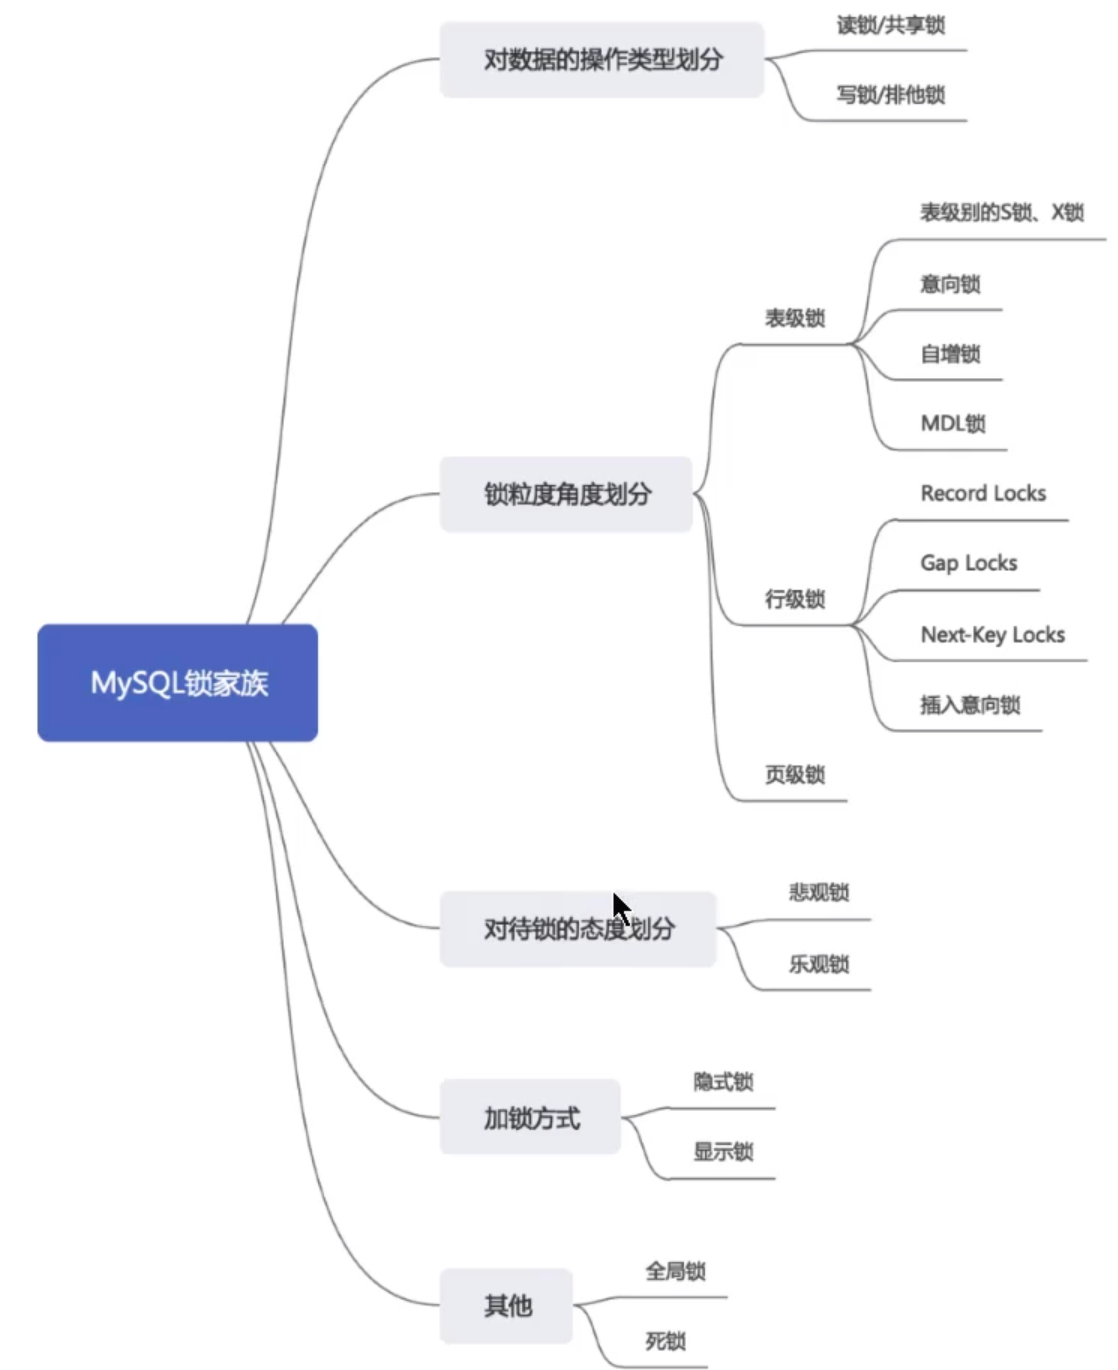 MySQL锁家族
对数据的操作类型划分
读锁/共享锁
写锁/排他锁
锁粒度角度划分
表级锁
表级别的S锁、X锁
意向锁
自增锁
MDL锁
行级锁
Record Locks
Gap Locks
Next-Key Locks
插入意向锁
页级锁
对待锁的态度划分
悲观锁
乐观锁
加锁方式
隐式锁
显示锁
其他
全局锁
死锁